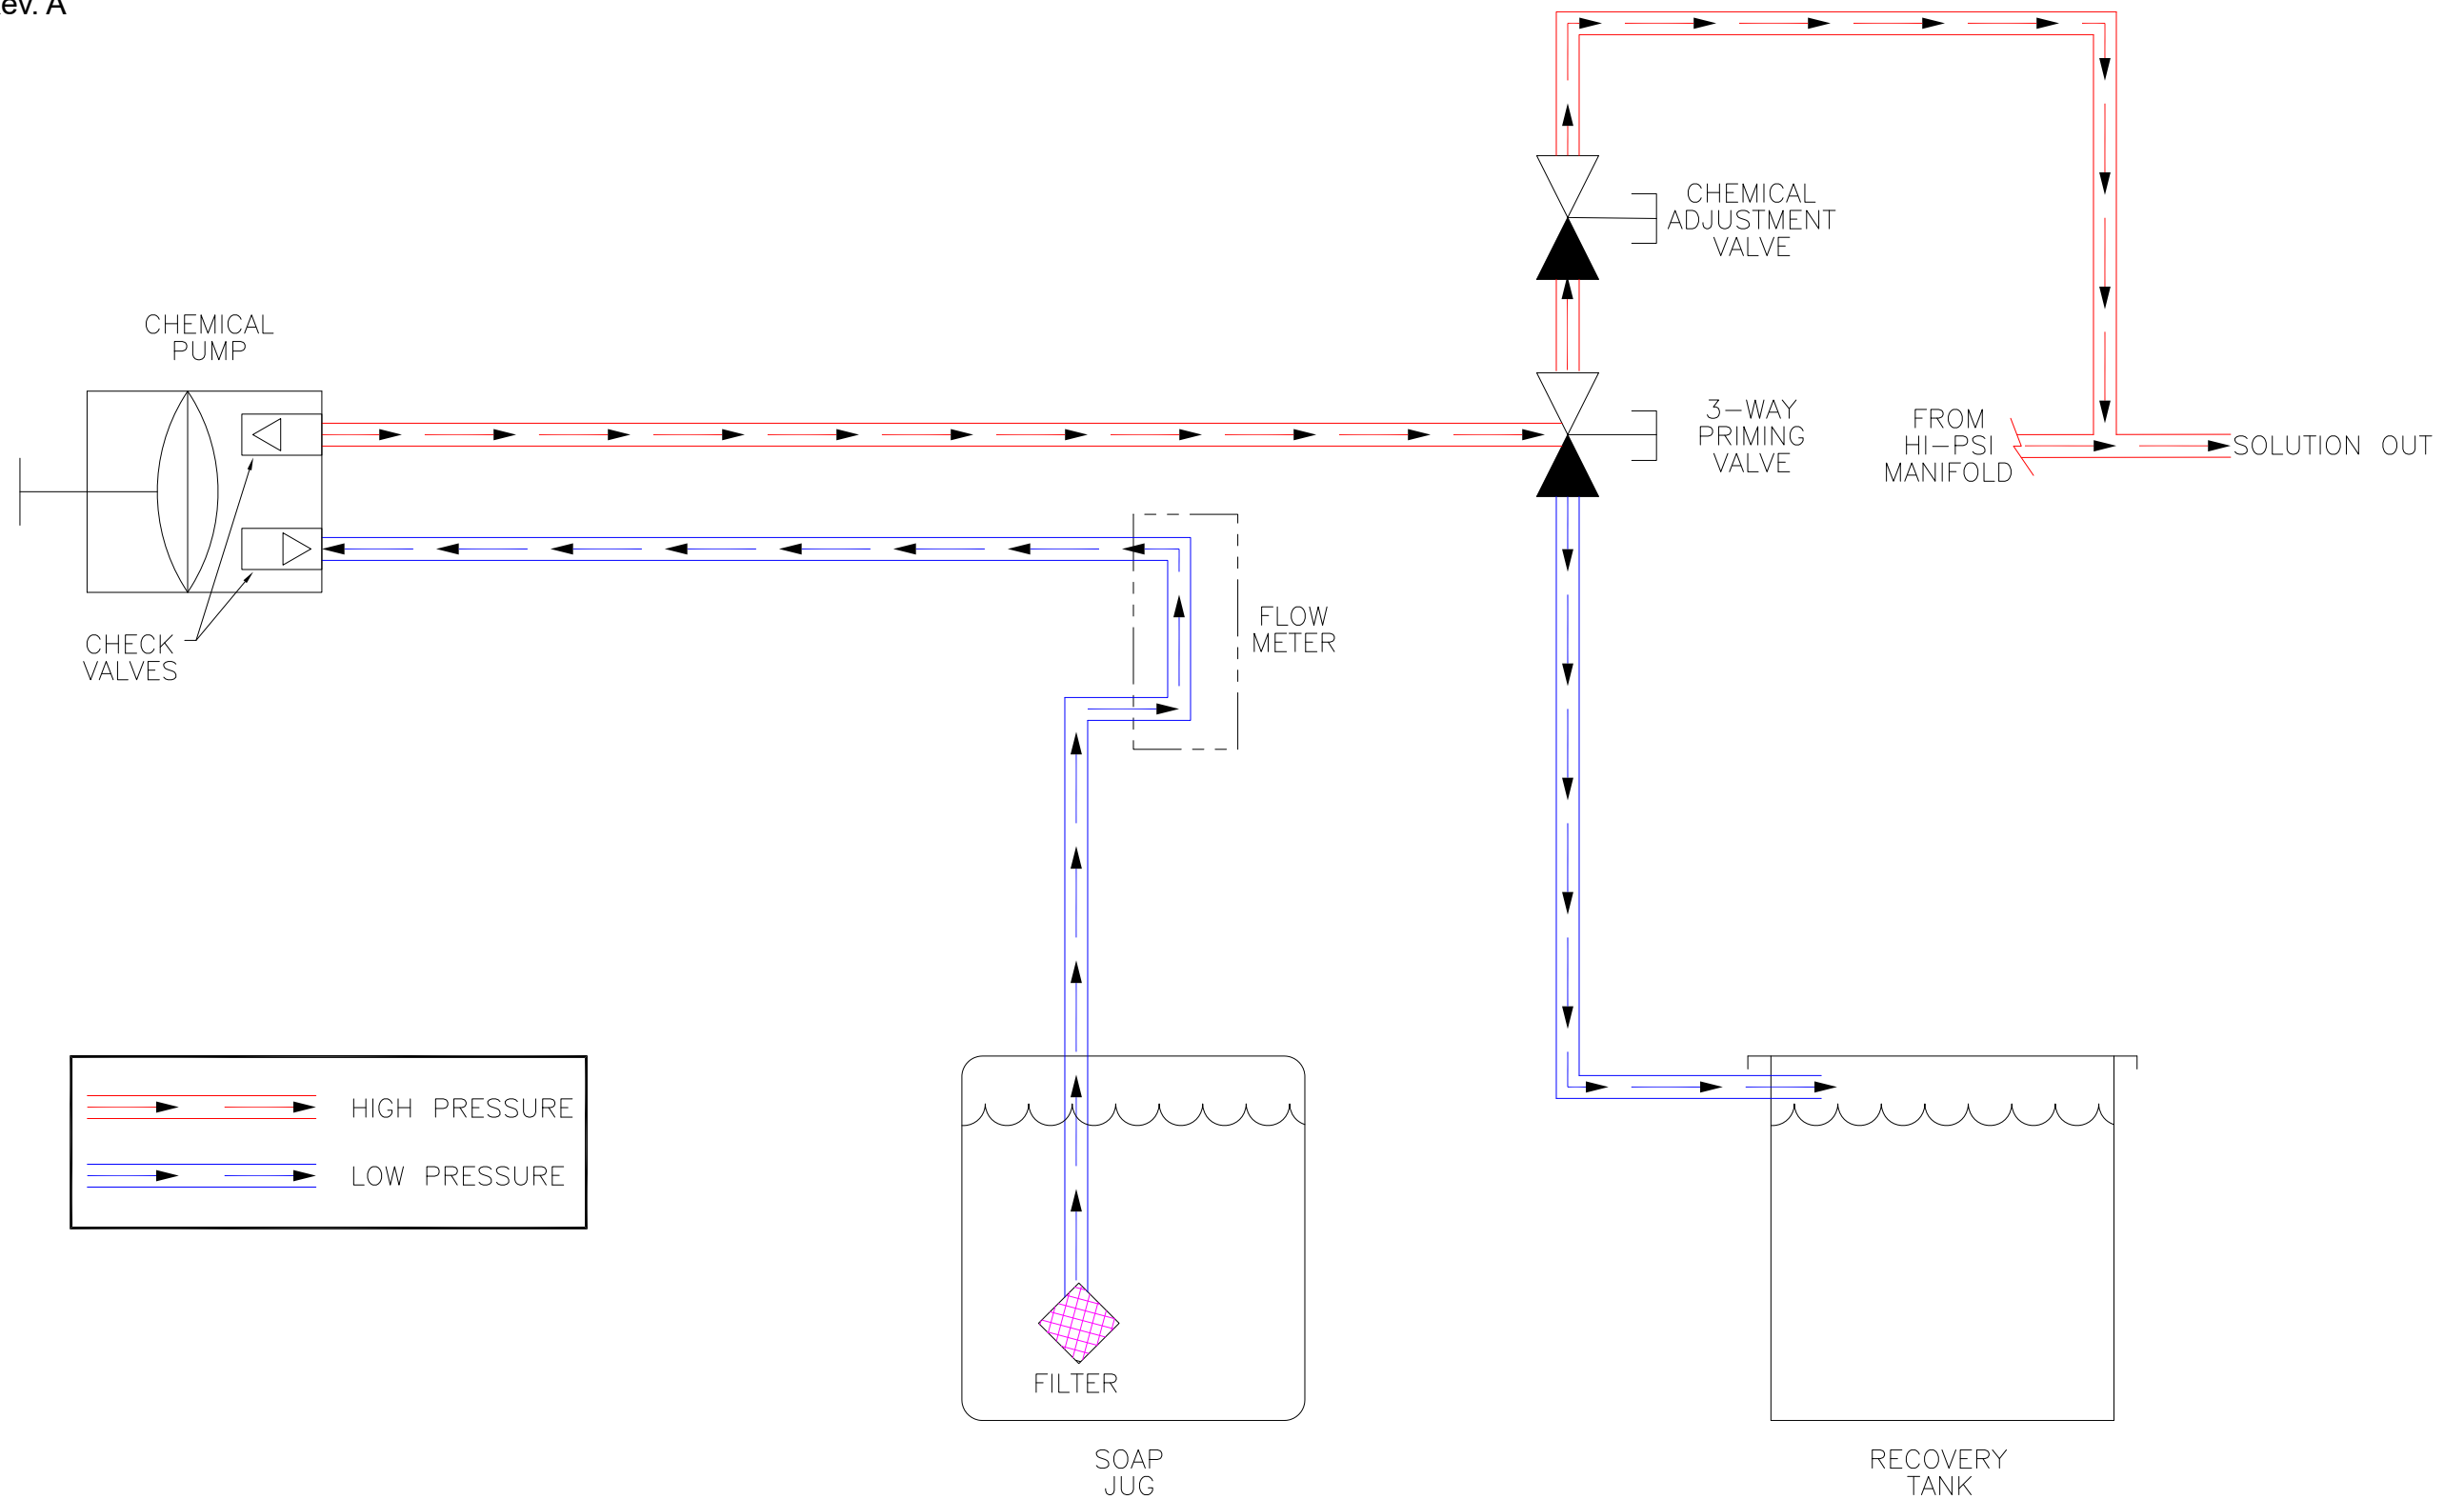 ev. A
CHEMICAL
ADJUSTMENT
VALVE
CHEMICAL
PUMP
3-WAY
PRIMING
VALVE
FROM
HI-PSI
MANIFOLD
SOLUTION OUT
FLOW
METER
CHECK
VALVES
HIGH PRESSURE
LOW PRESSURE
FILTER
SOAP
JUG
RECOVERY
TANK